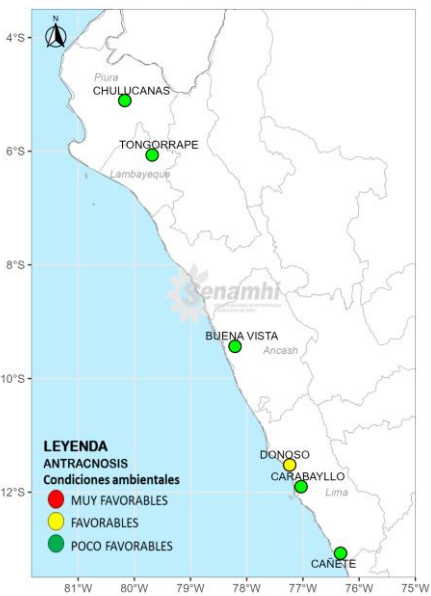 N
4°S
Piura
CHULUCANAS
6°S
TONGORRAPE
Lambayeque
8°S
Senamhi
BUENA VISTA
Ancash
10°S
LEYENDA
ANTRACNOSIS
Condiciones ambientales
MUY FAVORABLES
FAVORABLES
POCO FAVORABLES
DONOSO
CARABAYLLO
12°S
Lima
CAÑETE
81°W 80°W 79°W 78°W 77°W 76°W 75°W